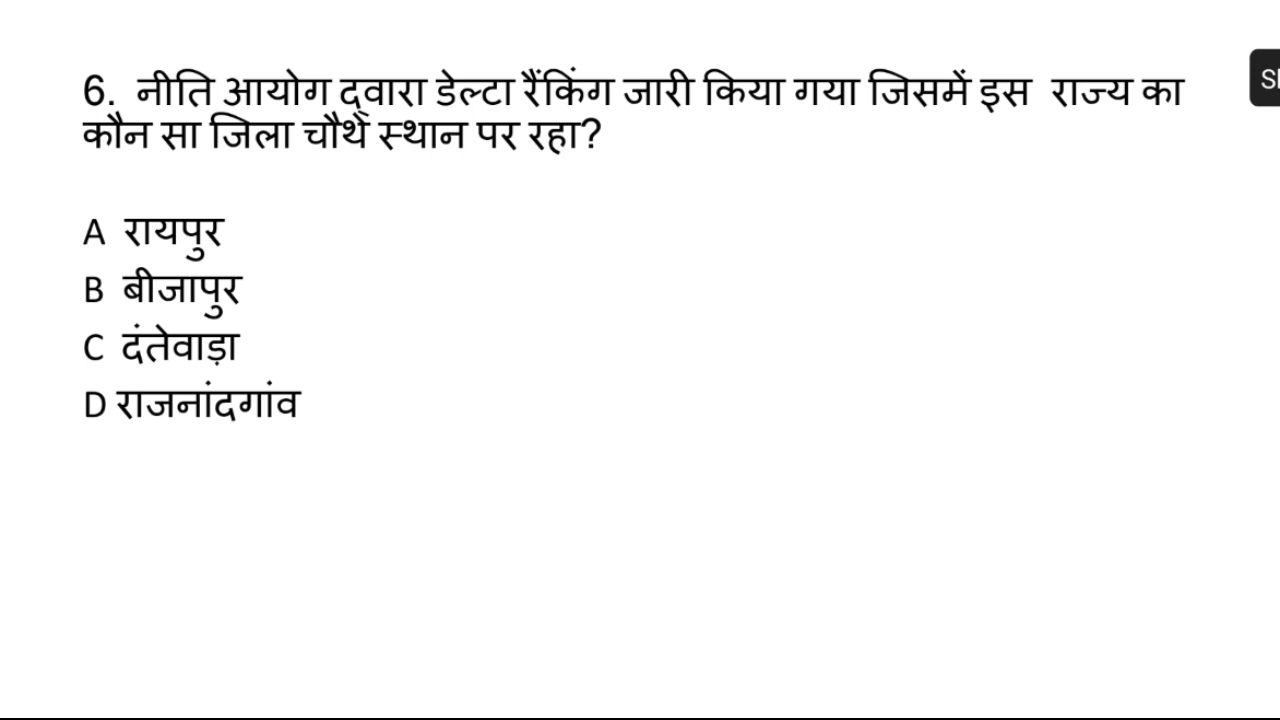 6. नीति आयोग द्वारा डेल्टा रैंकिंग जारी किया गया जिसमें इस राज्य का
कौन सा जिला चौथे स्थान पर रहा?
A रायपुर
B बीजापुर
C दंतेवाड़ा
D राजनांदगांव